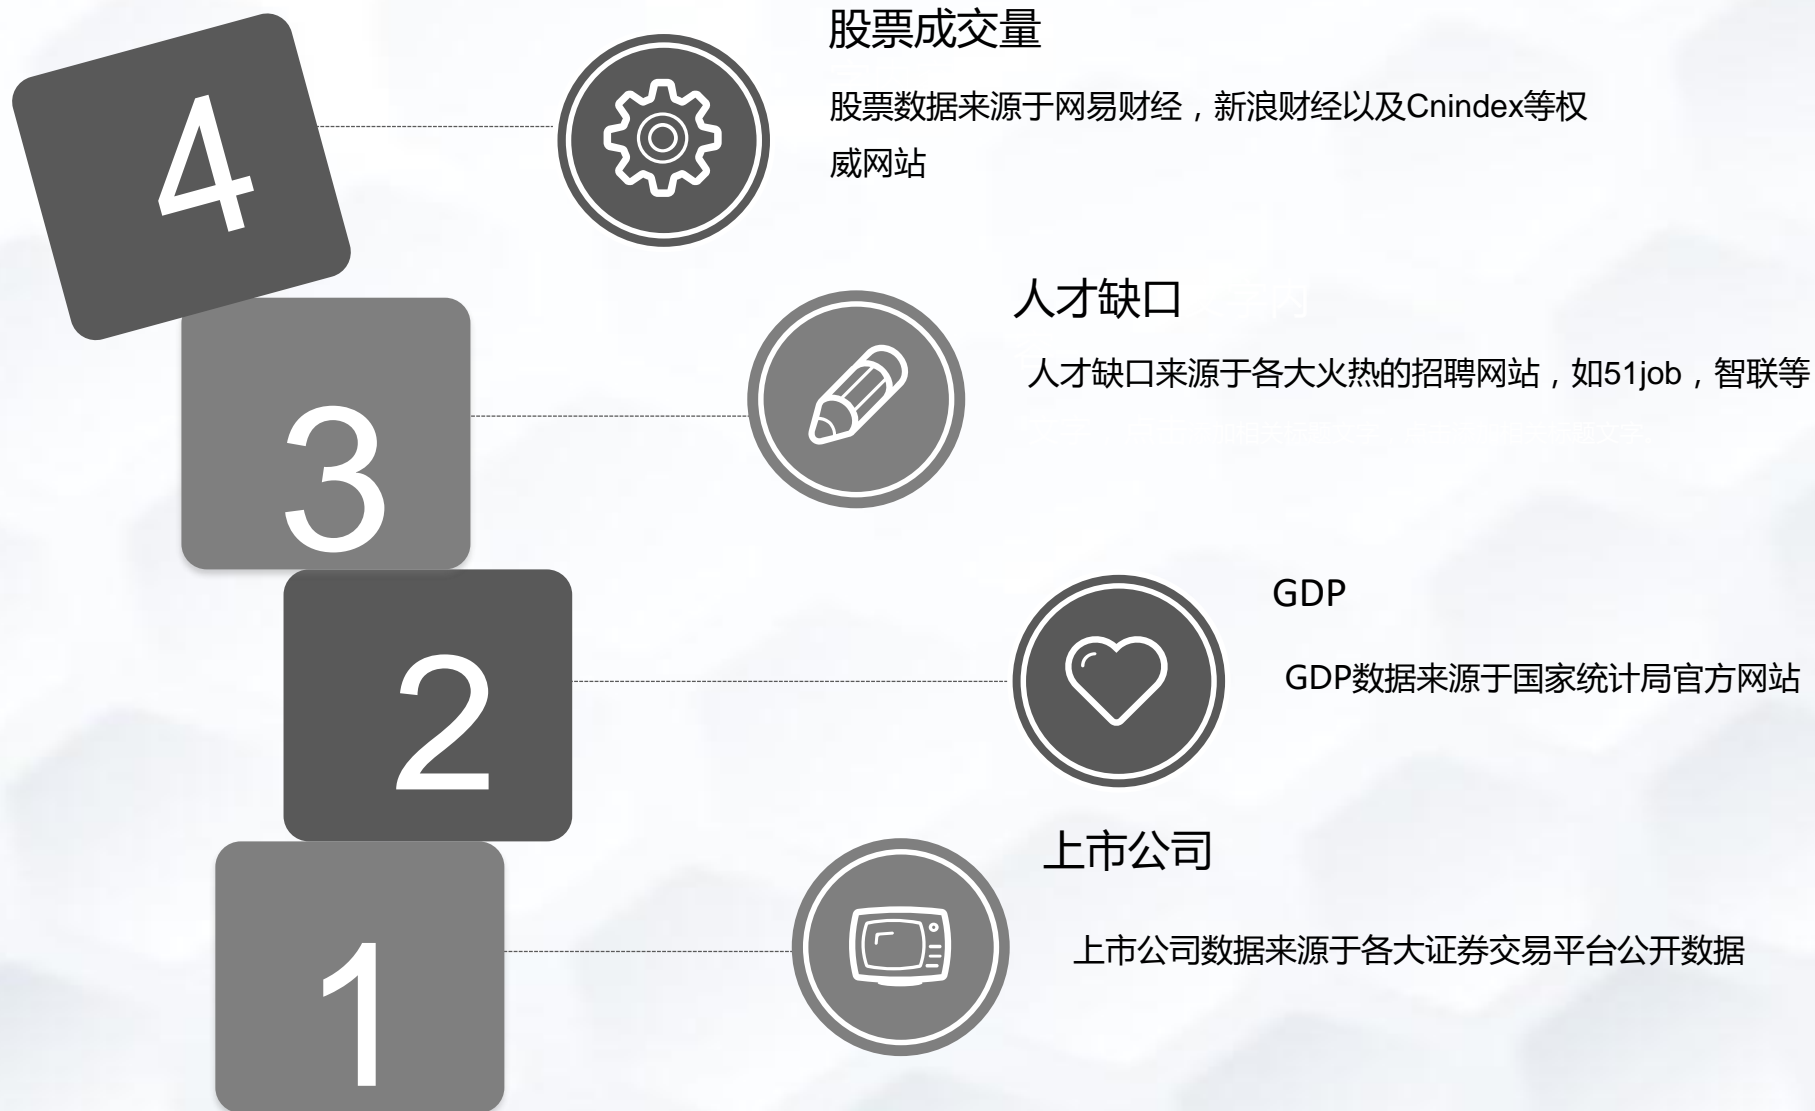 4
股票成交量
股票数据来源于网易财经，新浪财经以及Cnindex等权
威网站
3
人才缺口
人才缺口来源于各大火热的招聘网站，如51job，智联等
2
GDP
GDP数据来源于国家统计局官方网站
1
上市公司
上市公司数据来源于各大证券交易平台公开数据